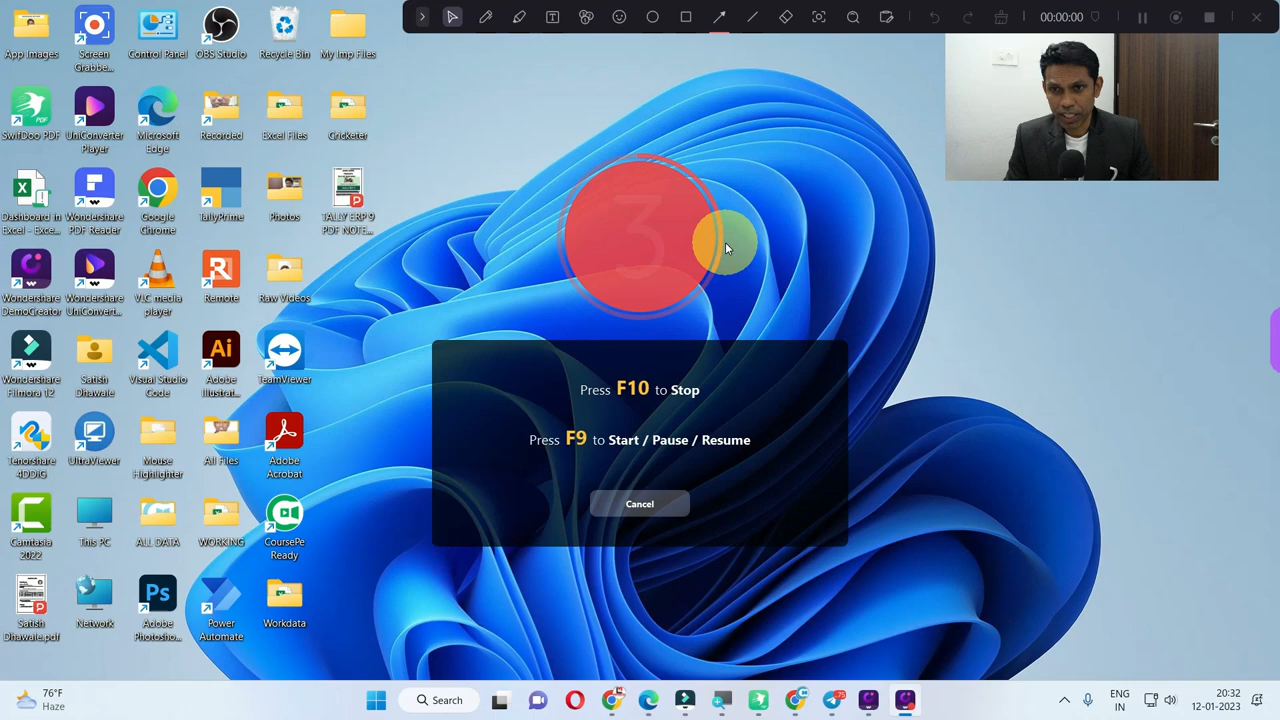 00:00:00
App Images
Screen Grabbe...
Control Panel
OBS Studio
Recycle Bin
My Imp Files
SwifDoo PDF
UniConverter Player
Microsoft Edge
Recorded
Excel Files
Cricketer
Dashboard in Excel - Exce...
Wondershare PDF Reader
TallyPrime
Google Chrome
Photos
TALLY ERP 9 PDF NOTE...
Wondershare DemoCreator
Wondershare UniConvert...
VLC media player
Remote
Raw Videos
Wondershare Filmora 12
Satish Dhawale
Visual Studio Code
Adobe Illustrat...
TeamViewer
Tenorshare 4DDiG
UltraViewer
Mouse Highlighter
All Files
Adobe Acrobat
Camtasia 2022
This PC
ALL DATA
WORKING
CoursePe Ready
Satish Dhawale.pdf
Network
Adobe Photosho...
Power Automate
Workdata
3
Press F10 to Stop
Press F9 to Start / Pause / Resume
Cancel
76°F
Haze
Search
75
ENG
IN
20:32
12-01-2023